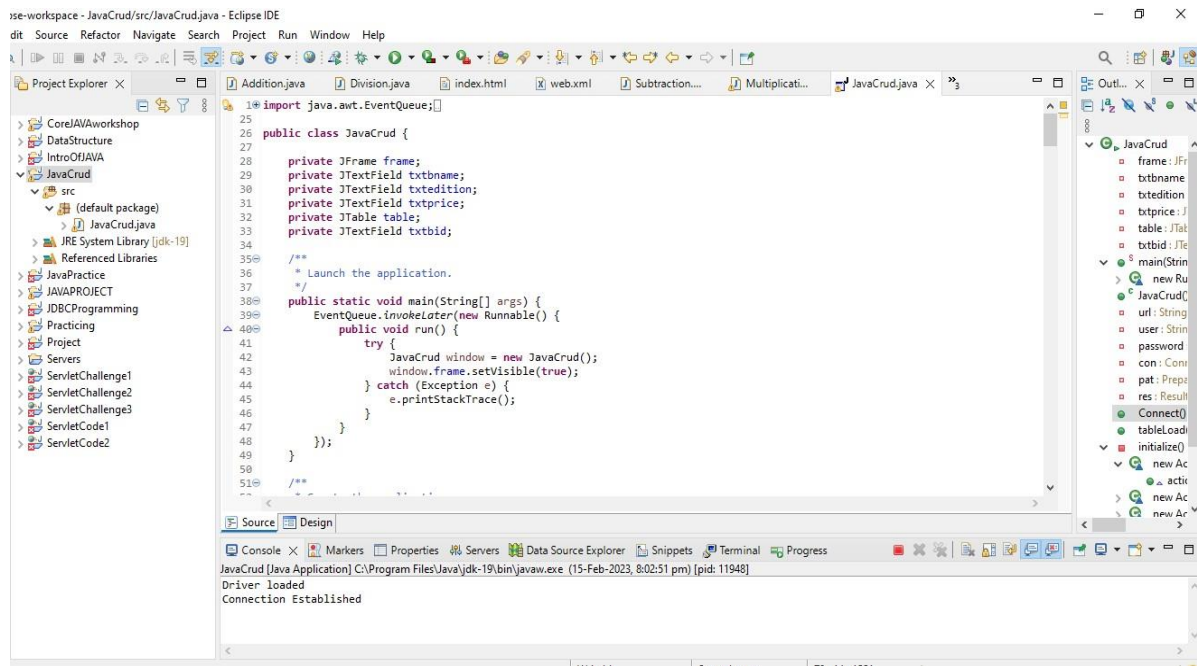 ose-workspace - JavaCrud/src/JavaCrud.java - Eclipse IDE
dit Source Refactor Navigate Search Project Run Window Help
Project Explorer
CoreJAVAworkshop
DataStructure
IntroOfJAVA
JavaCrud
src
(default package)
JavaCrud.java
JRE System Library [jdk-19]
Referenced Libraries
JavaPractice
JAVAPROJECT
JDBCProgramming
Practicing
Project
Servers
ServletChallenge1
ServletChallenge2
ServletChallenge3
ServletCode1
ServletCode2
Addition.java Division.java index.html web.xml Subtraction.... Multiplicati... JavaCrud.java »3
1 import java.awt.EventQueue;
25
26 public class JavaCrud {
27
28 private JFrame frame;
29 private JTextField txtbname;
30 private JTextField txtedition;
31 private JTextField txtprice;
32 private JTable table;
33 private JTextField txtbid;
34
35 /**
36 * Launch the application.
37 */
38 public static void main(String[] args) {
39 EventQueue.invokeLater(new Runnable() {
40 public void run() {
41 try {
42 JavaCrud window = new JavaCrud();
43 window.frame.setVisible(true);
44 } catch (Exception e) {
45 e.printStackTrace();
46 }
47 }
48 });
49 }
50
51 /**
Source Design
Outl...
JavaCrud
frame : JFr
txtbname
txtedition
txtprice : J
table : JTab
txtbid : JTe
main(Strin
new Ru
JavaCrud(
url : String
user : Strin
password
con : Conn
pat : Prepa
res : Result
Connect()
tableLoad
initialize()
new Ac
actic
new Ac
new Ac
Console Markers Properties Servers Data Source Explorer Snippets Terminal Progress
JavaCrud [Java Application] C:\Program Files\Java\jdk-19\bin\javaw.exe (15-Feb-2023, 8:02:51 pm) [pid: 11948]
Driver loaded
Connection Established